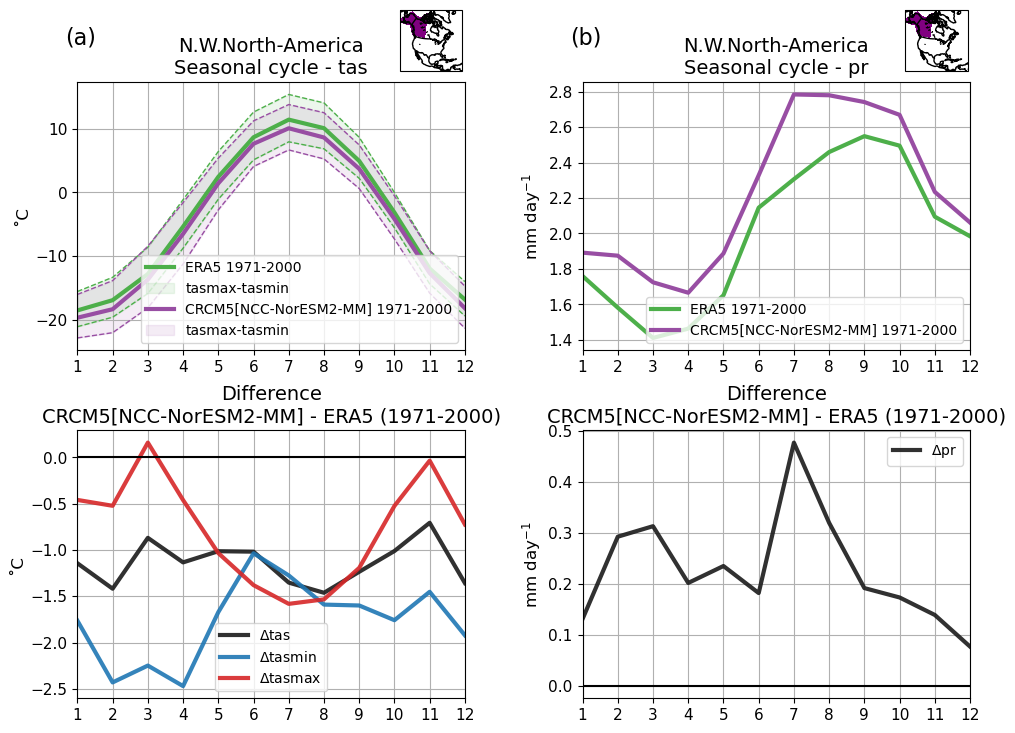 (a)
N.W.North-America
Seasonal cycle - tas
10
0
−10
−20
˚C
ERA5 1971-2000
tasmax-tasmin
CRCM5[NCC-NorESM2-MM] 1971-2000
tasmax-tasmin
1 2 3 4 5 6 7 8 9 10 11 12
(b)
N.W.North-America
Seasonal cycle - pr
2.8
2.6
2.4
2.2
2.0
1.8
1.6
1.4
mm day⁻¹
ERA5 1971-2000
CRCM5[NCC-NorESM2-MM] 1971-2000
1 2 3 4 5 6 7 8 9 10 11 12
Difference
CRCM5[NCC-NorESM2-MM] - ERA5 (1971-2000)
0.0
−0.5
−1.0
−1.5
−2.0
−2.5
˚C
Δtas
Δtasmin
Δtasmax
1 2 3 4 5 6 7 8 9 10 11 12
Difference
CRCM5[NCC-NorESM2-MM] - ERA5 (1971-2000)
0.5
0.4
0.3
0.2
0.1
0.0
mm day⁻¹
Δpr
1 2 3 4 5 6 7 8 9 10 11 12